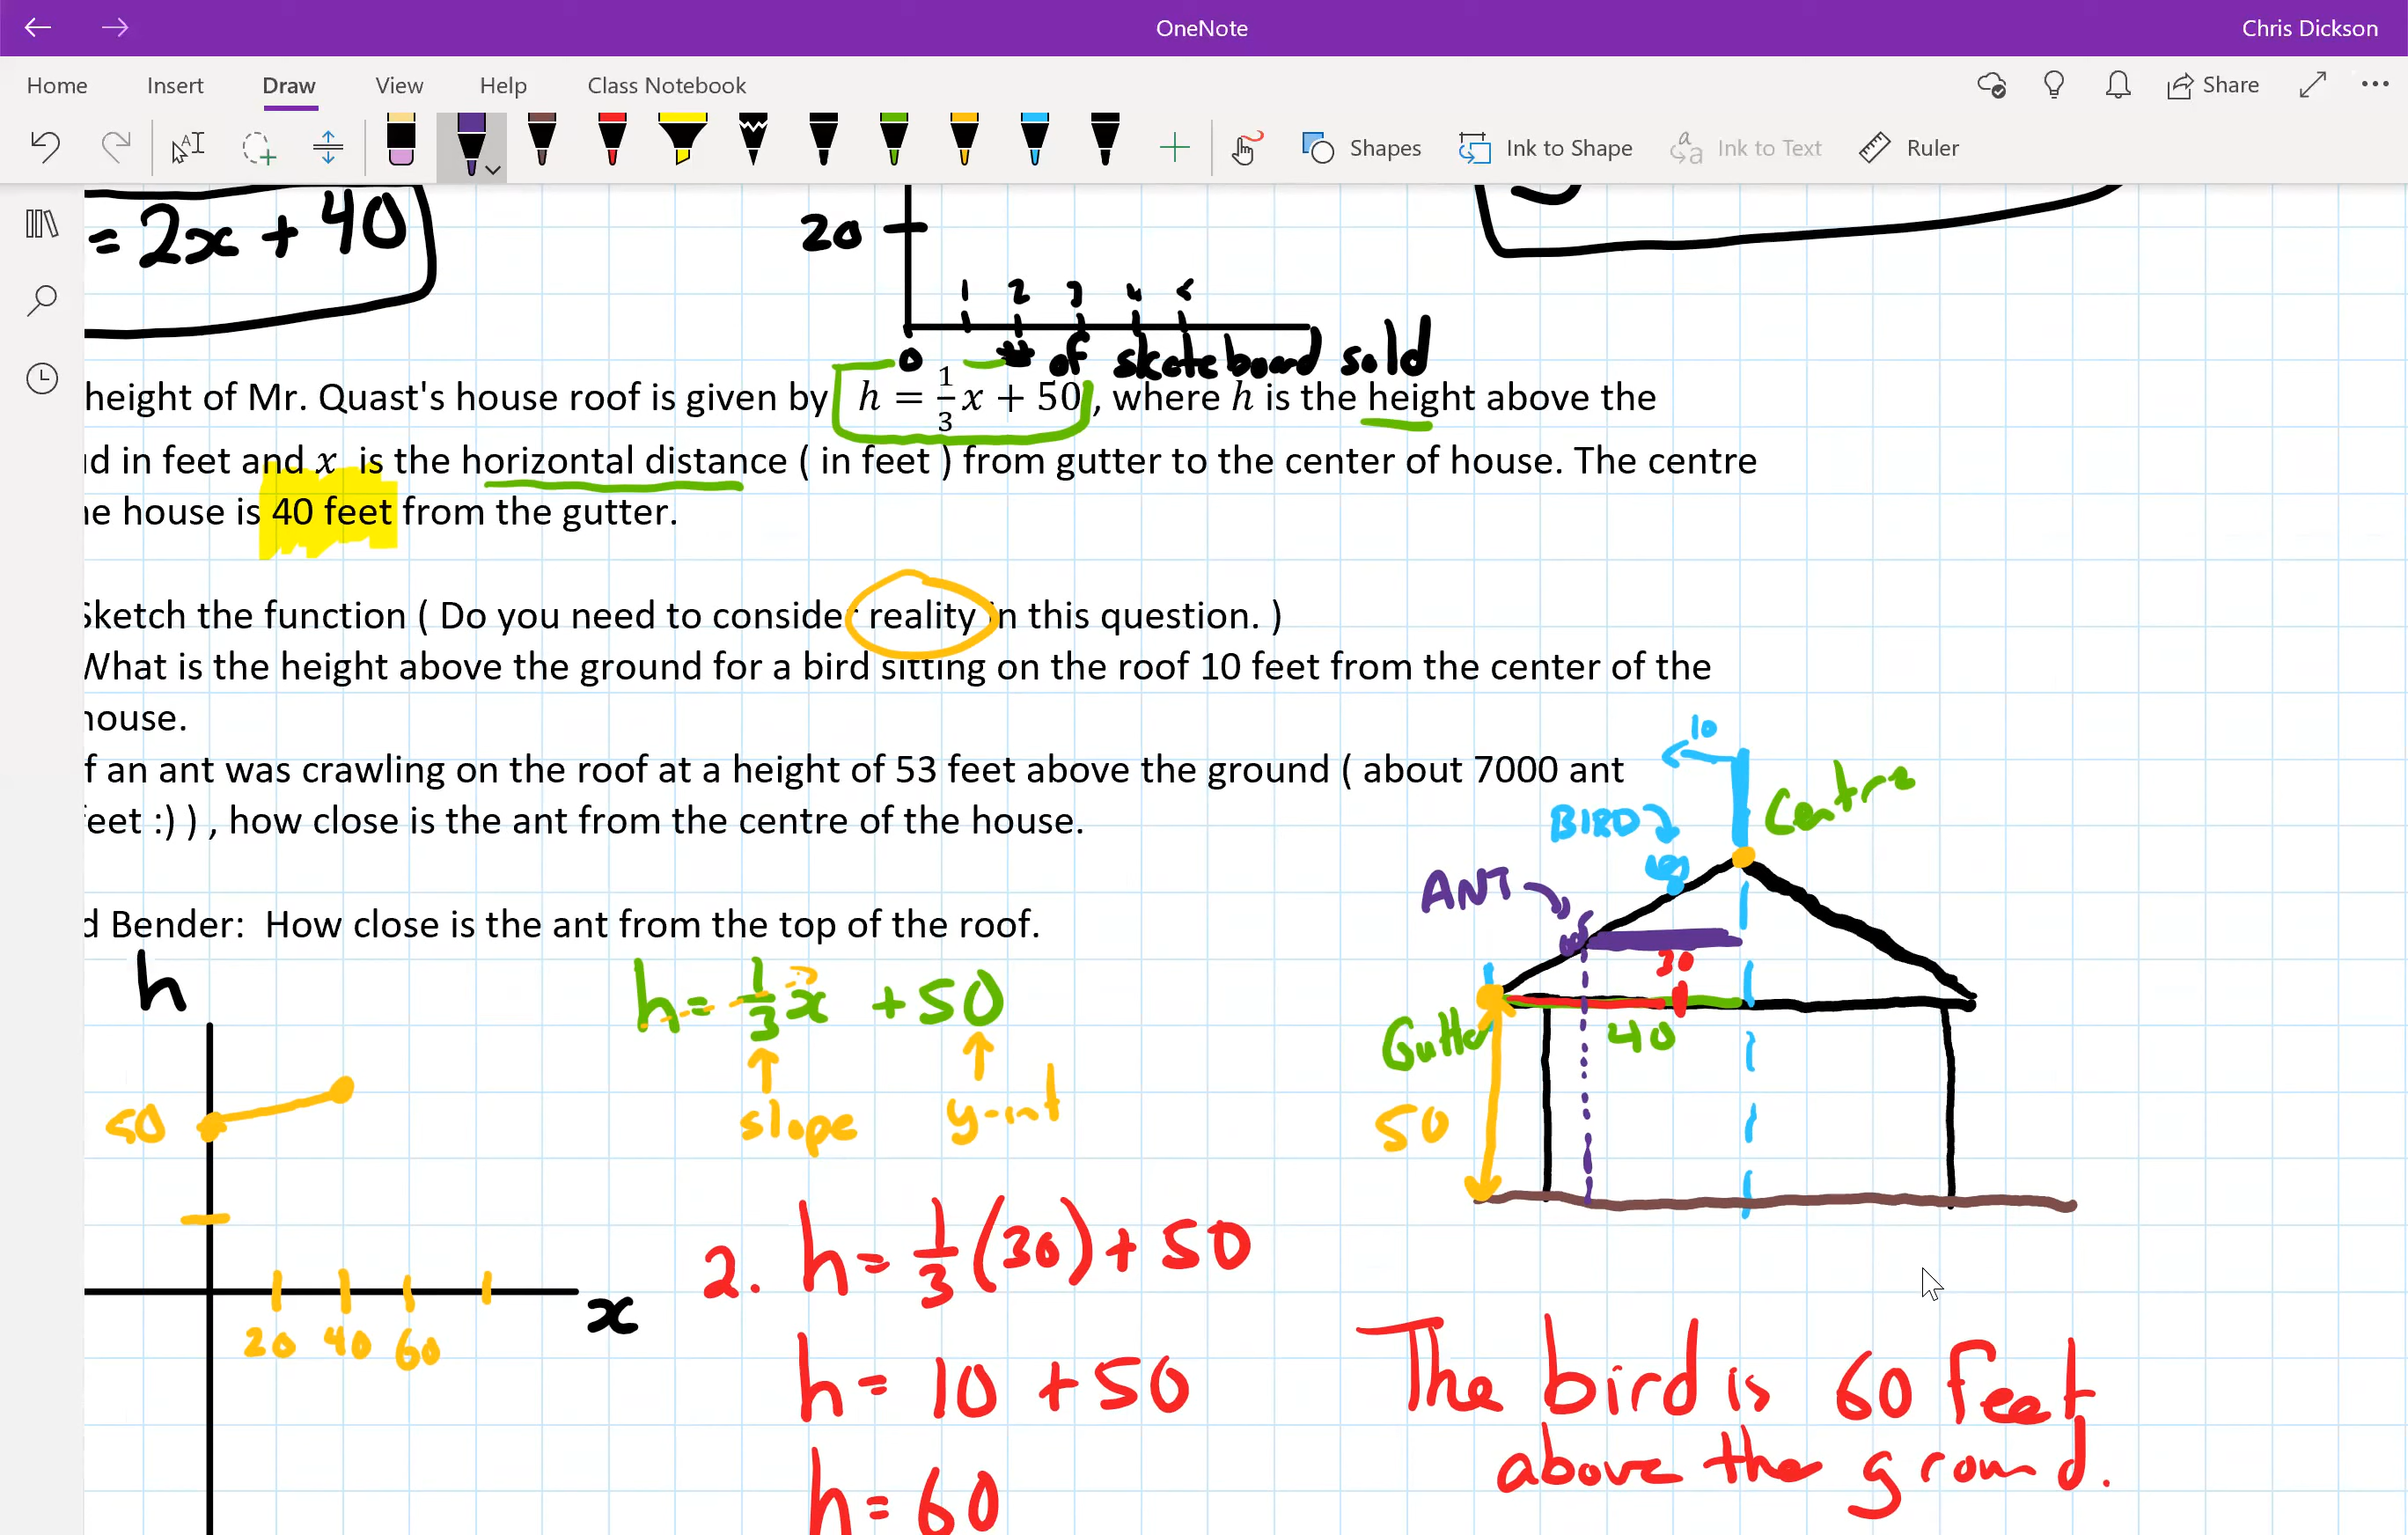 OneNote
Chris Dickson
Home Insert Draw View Help Class Notebook Share
Shapes Ink to Shape Ink to Text Ruler
= 2x + 40
20
1 2 3 4 5
0 # of skateboard sold
height of Mr. Quast's house roof is given by h = 1/3 x + 50, where h is the height above the
d in feet and x is the horizontal distance ( in feet ) from gutter to the center of house. The centre
e house is 40 feet from the gutter.
Sketch the function ( Do you need to consider reality in this question. )
What is the height above the ground for a bird sitting on the roof 10 feet from the center of the
house.
f an ant was crawling on the roof at a height of 53 feet above the ground ( about 7000 ant
feet :) ) , how close is the ant from the centre of the house.
d Bender: How close is the ant from the top of the roof.
10
Centre
BIRD
ANT
30
Gutter
40
50
h
h = 1/3 x + 50
slope y-int
50
20 40 60
x
2. h = 1/3 (30) + 50
h = 10 + 50
h = 60
The bird is 60 feet
above the ground.